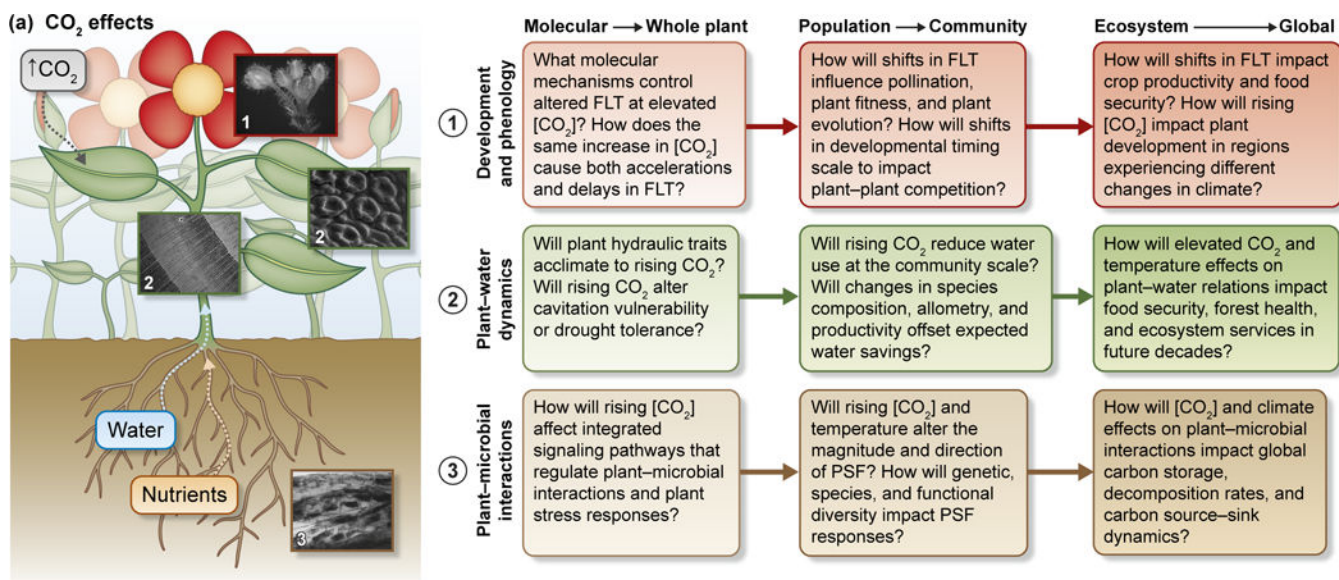 (a) CO₂ effects
↑CO₂
1
2
2
Water
Nutrients
3
Molecular → Whole plant
Population → Community
Ecosystem → Global
1
Development
and phenology
What molecular
mechanisms control
altered FLT at elevated
[CO₂]? How does the
same increase in [CO₂]
cause both accelerations
and delays in FLT?
How will shifts in FLT
influence pollination,
plant fitness, and plant
evolution? How will shifts
in developmental timing
scale to impact
plant–plant competition?
How will shifts in FLT impact
crop productivity and food
security? How will rising
[CO₂] impact plant
development in regions
experiencing different
changes in climate?
2
Plant–water
dynamics
Will plant hydraulic traits
acclimate to rising CO₂?
Will rising CO₂ alter
cavitation vulnerability
or drought tolerance?
Will rising CO₂ reduce water
use at the community scale?
Will changes in species
composition, allometry, and
productivity offset expected
water savings?
How will elevated CO₂ and
temperature effects on
plant–water relations impact
food security, forest health,
and ecosystem services in
future decades?
3
Plant–microbial
interactions
How will rising [CO₂]
affect integrated
signaling pathways that
regulate plant–microbial
interactions and plant
stress responses?
Will rising [CO₂] and
temperature alter the
magnitude and direction
of PSF? How will genetic,
species, and functional
diversity impact PSF
responses?
How will [CO₂] and climate
effects on plant–microbial
interactions impact global
carbon storage,
decomposition rates, and
carbon source–sink
dynamics?